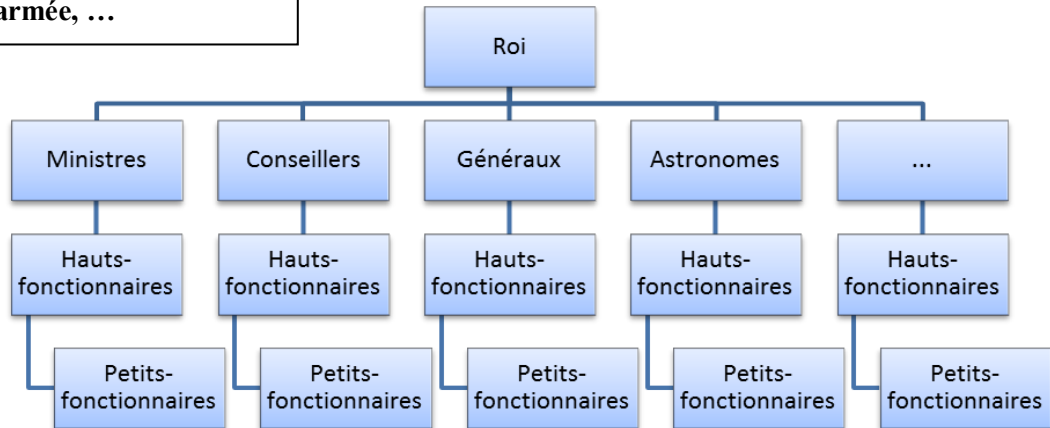 armée, …
Roi
Ministres
Conseillers
Généraux
Astronomes
...
Hauts-
fonctionnaires
Hauts-
fonctionnaires
Hauts-
fonctionnaires
Hauts-
fonctionnaires
Hauts-
fonctionnaires
Petits-
fonctionnaires
Petits-
fonctionnaires
Petits-
fonctionnaires
Petits-
fonctionnaires
Petits-
fonctionnaires